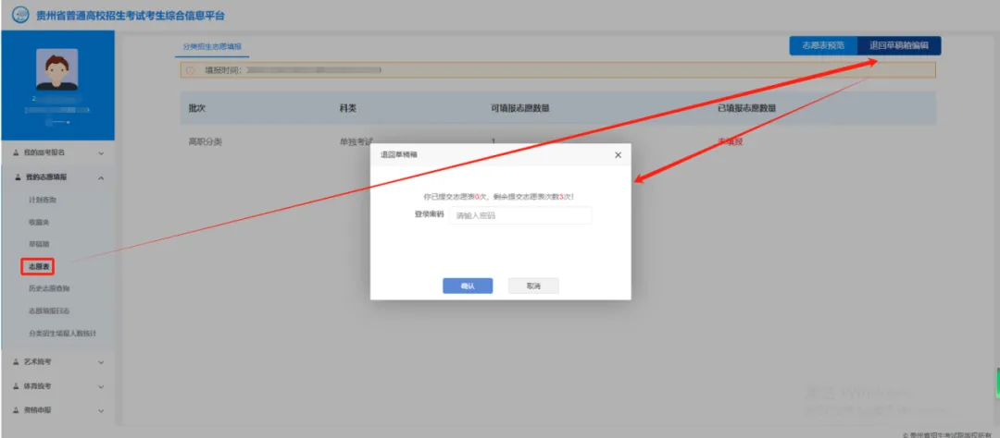 贵州省普通高校招生考试考生综合信息平台
分类招生志愿填报
志愿表预览
退回草稿箱编辑
填报时间：
批次
科类
可填报志愿数量
已填报志愿数量
高职分类
单独考试
1
未填报
我的高考报名
我的志愿填报
计划查询
收藏夹
草稿箱
志愿表
历史志愿查询
志愿填报日志
分类招生填报人数统计
艺术统考
体育统考
资格申报
退回草稿箱
你已提交志愿表0次，剩余提交志愿表次数3次！
登录密码
请输入密码
确认
取消
激活 Windows
© 贵州省招生考试院版权所有